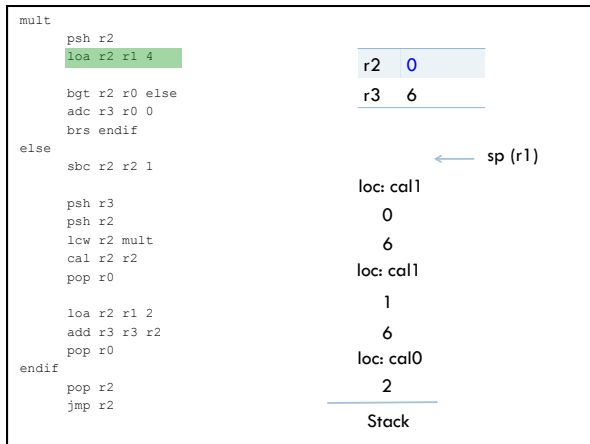 mult
psh r2
loa r2 r1 4
bgt r2 r0 else
adc r3 r0 0
brs endif
else
sbc r2 r2 1
psh r3
psh r2
lcw r2 mult
cal r2 r2
pop r0
loa r2 r1 2
add r3 r3 r2
pop r0
endif
pop r2
jmp r2
r2 0
r3 6
sp (r1)
loc: cal1
0
6
loc: cal1
1
6
loc: cal0
2
Stack